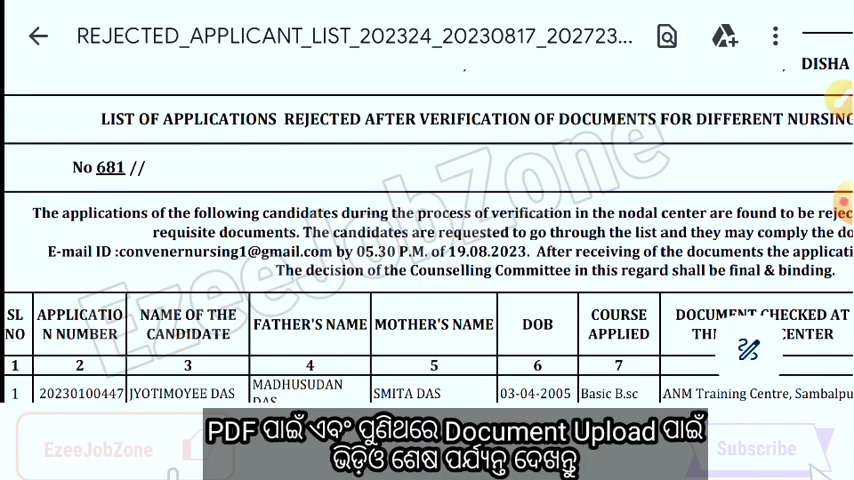 REJECTED_APPLICANT_LIST_202324_20230817_202723...
DISHA
LIST OF APPLICATIONS REJECTED AFTER VERIFICATION OF DOCUMENTS FOR DIFFERENT NURSING
No 681 //
The applications of the following candidates during the process of verification in the nodal center are found to be rejec
requisite documents. The candidates are requested to go through the list and they may comply the do
E-mail ID :convenernursing1@gmail.com by 05.30 P.M. of 19.08.2023. After receiving of the documents the applicati
The decision of the Counselling Committee in this regard shall be final & binding.
SL NO APPLICATIO N NUMBER NAME OF THE CANDIDATE FATHER'S NAME MOTHER'S NAME DOB COURSE APPLIED DOCUMENT CHECKED AT CENTER
1 2 3 4 5 6 7
1 20230100447 JYOTIMOYEE DAS MADHUSUDAN DAS SMITA DAS 03-04-2005 Basic B.sc ANM Training Centre, Sambalpu
EzeeJobZone
EzeeJobZone
Subscribe
PDF ପାଇଁ ଏବଂ ପୁଣିଥରେ Document Upload ପାଇଁ
ଭିଡ଼ିଓ ଶେଷ ପର୍ଯ୍ୟନ୍ତ ଦେଖନ୍ତୁ